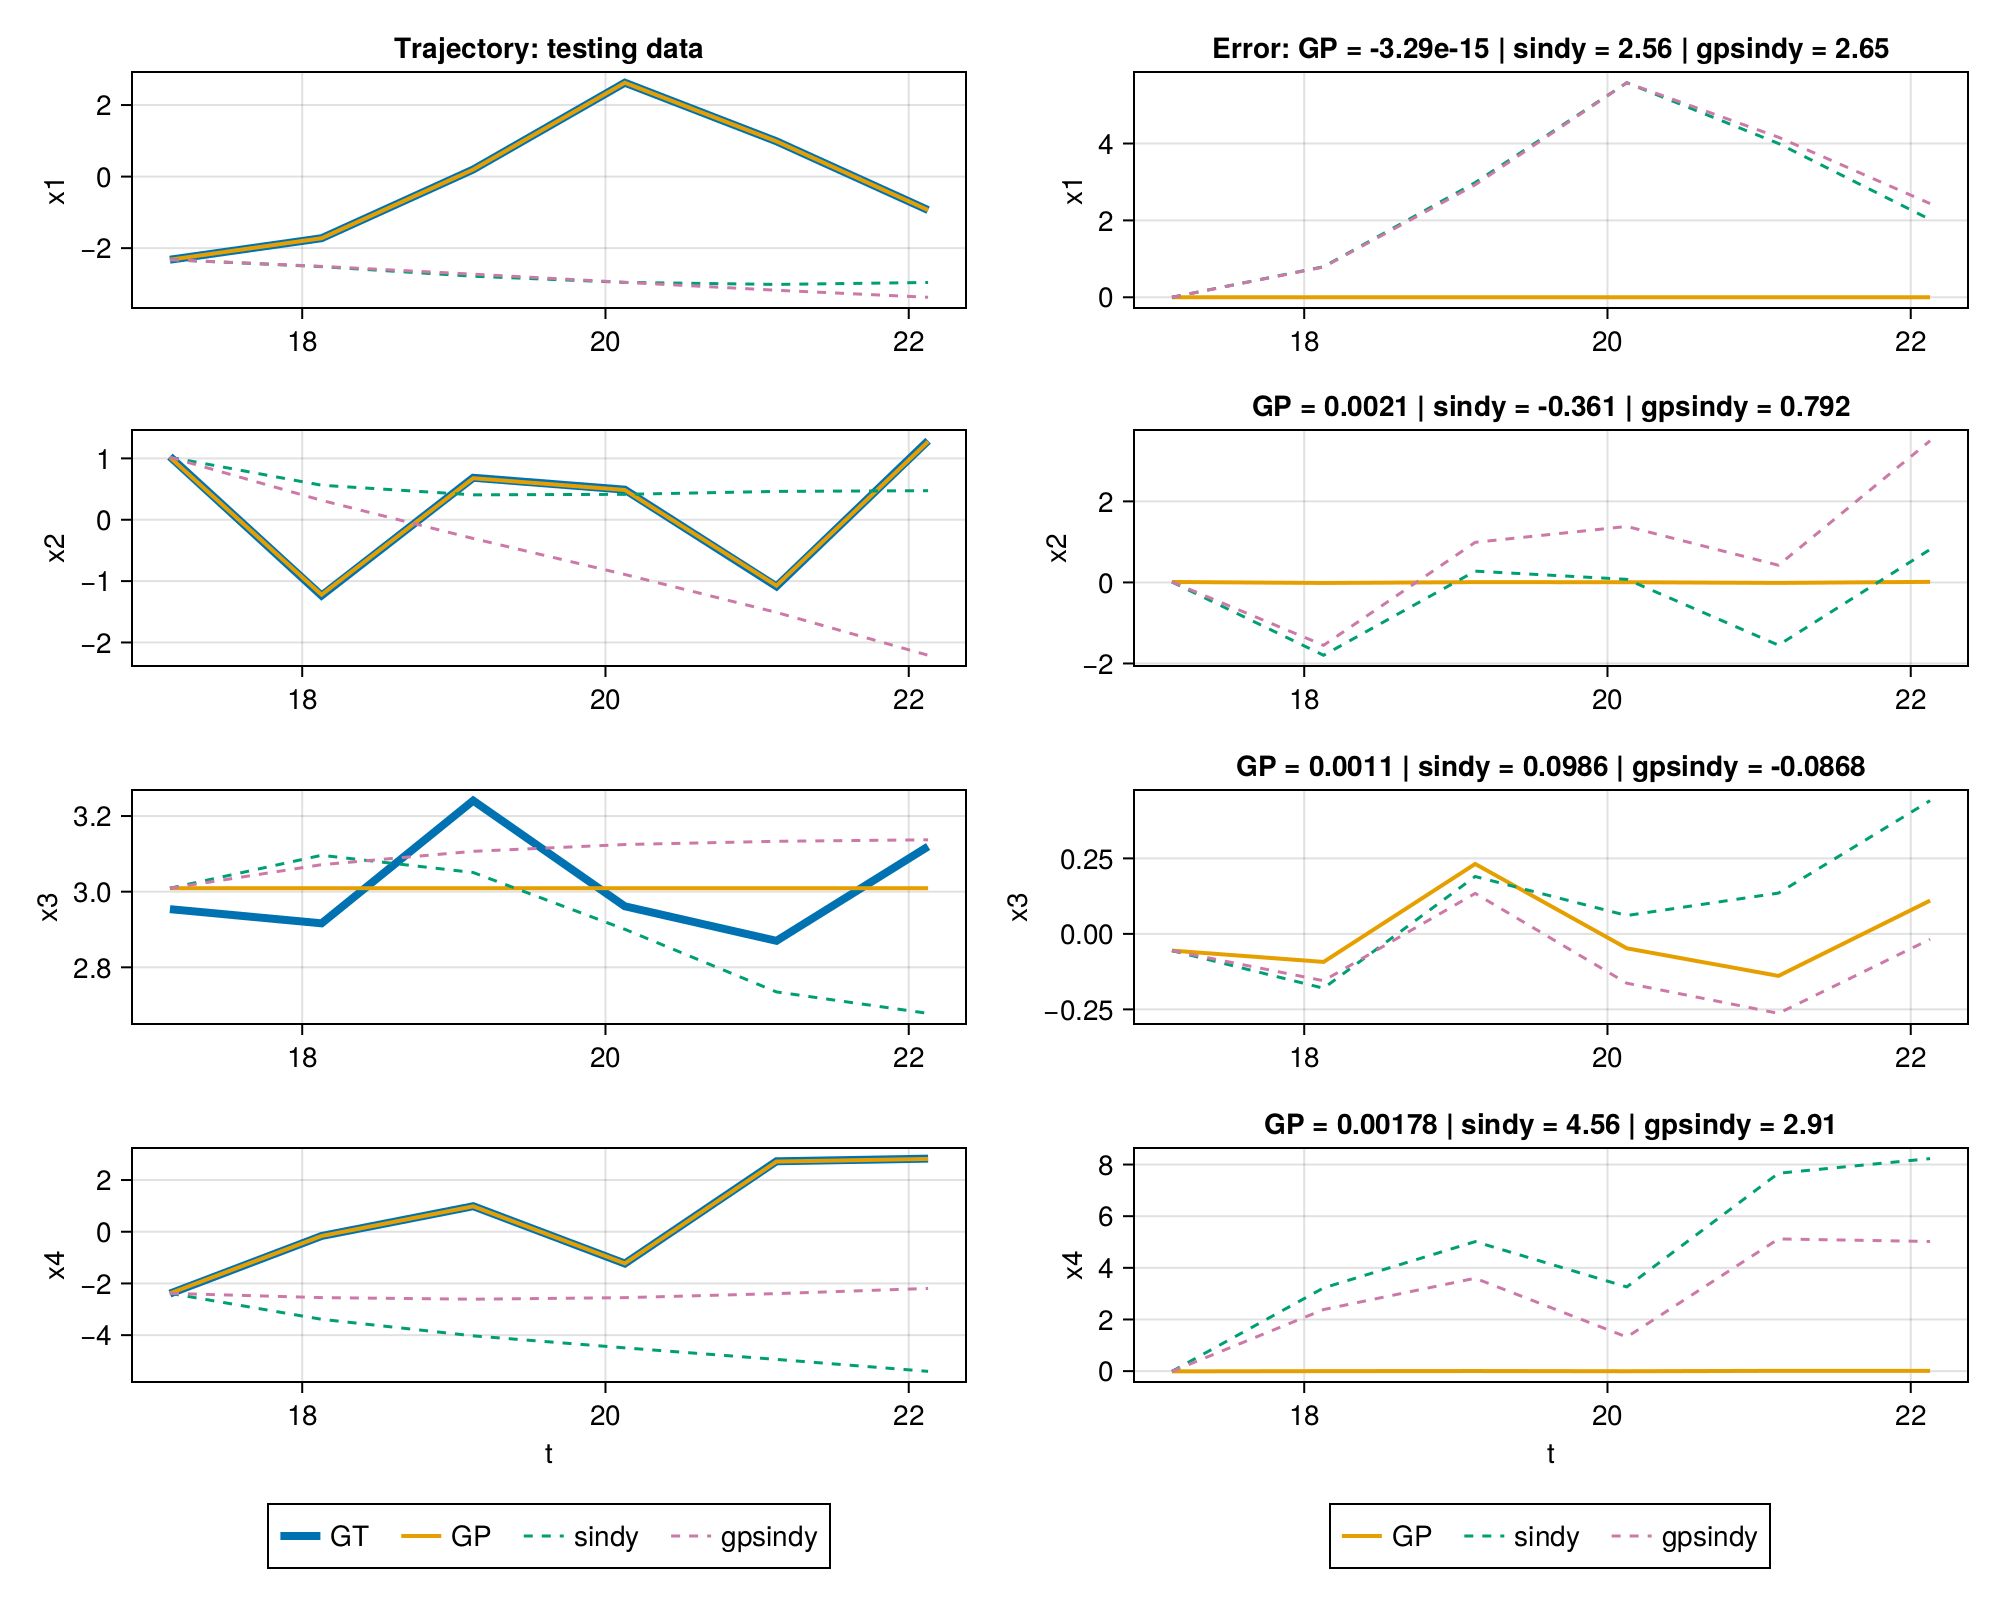 Trajectory: testing data
x1
2
0
−2
18 20 22
Error: GP = -3.29e-15 | sindy = 2.56 | gpsindy = 2.65
x1
4
2
0
18 20 22
x2
1
0
−1
−2
18 20 22
GP = 0.0021 | sindy = -0.361 | gpsindy = 0.792
x2
2
0
−2
18 20 22
x3
3.2
3.0
2.8
18 20 22
GP = 0.0011 | sindy = 0.0986 | gpsindy = -0.0868
x3
0.25
0.00
−0.25
18 20 22
x4
2
0
−2
−4
18 20 22
t
GP = 0.00178 | sindy = 4.56 | gpsindy = 2.91
x4
8
6
4
2
0
18 20 22
t
GT GP sindy gpsindy
GP sindy gpsindy